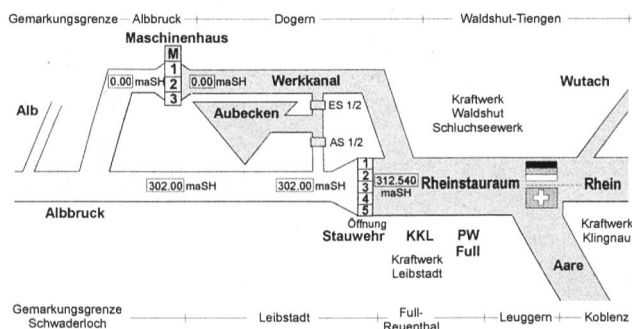 Gemarkungsgrenze Albbruck Dogern Waldshut-Tiengen
Maschinenhaus
M
1
2
3
0.00 maSH
0.00 maSH
Werkkanal
Wutach
Alb
Aubecken
ES 1/2
AS 1/2
Kraftwerk
Waldshut
Schluchseewerk
302.00 maSH
302.00 maSH
1
2
3
4
5
312.540
maSH
Rheinstauraum
Rhein
Albbruck
Öffnung
Stauwehr
KKL
Kraftwerk
Leibstadt
PW
Full
Kraftwerk
Klingnau
Aare
Gemarkungsgrenze
Schwaderloch
Leibstadt
Full-
Reuenthal
Leuggern
Koblenz